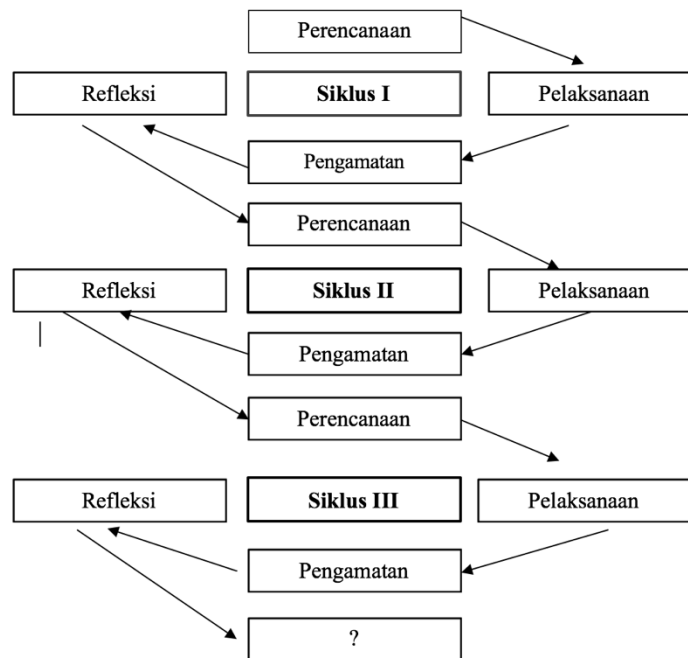 Perencanaan
Refleksi
Siklus I
Pelaksanaan
Pengamatan
Perencanaan
Refleksi
Siklus II
Pelaksanaan
Pengamatan
Perencanaan
Refleksi
Siklus III
Pelaksanaan
Pengamatan
?